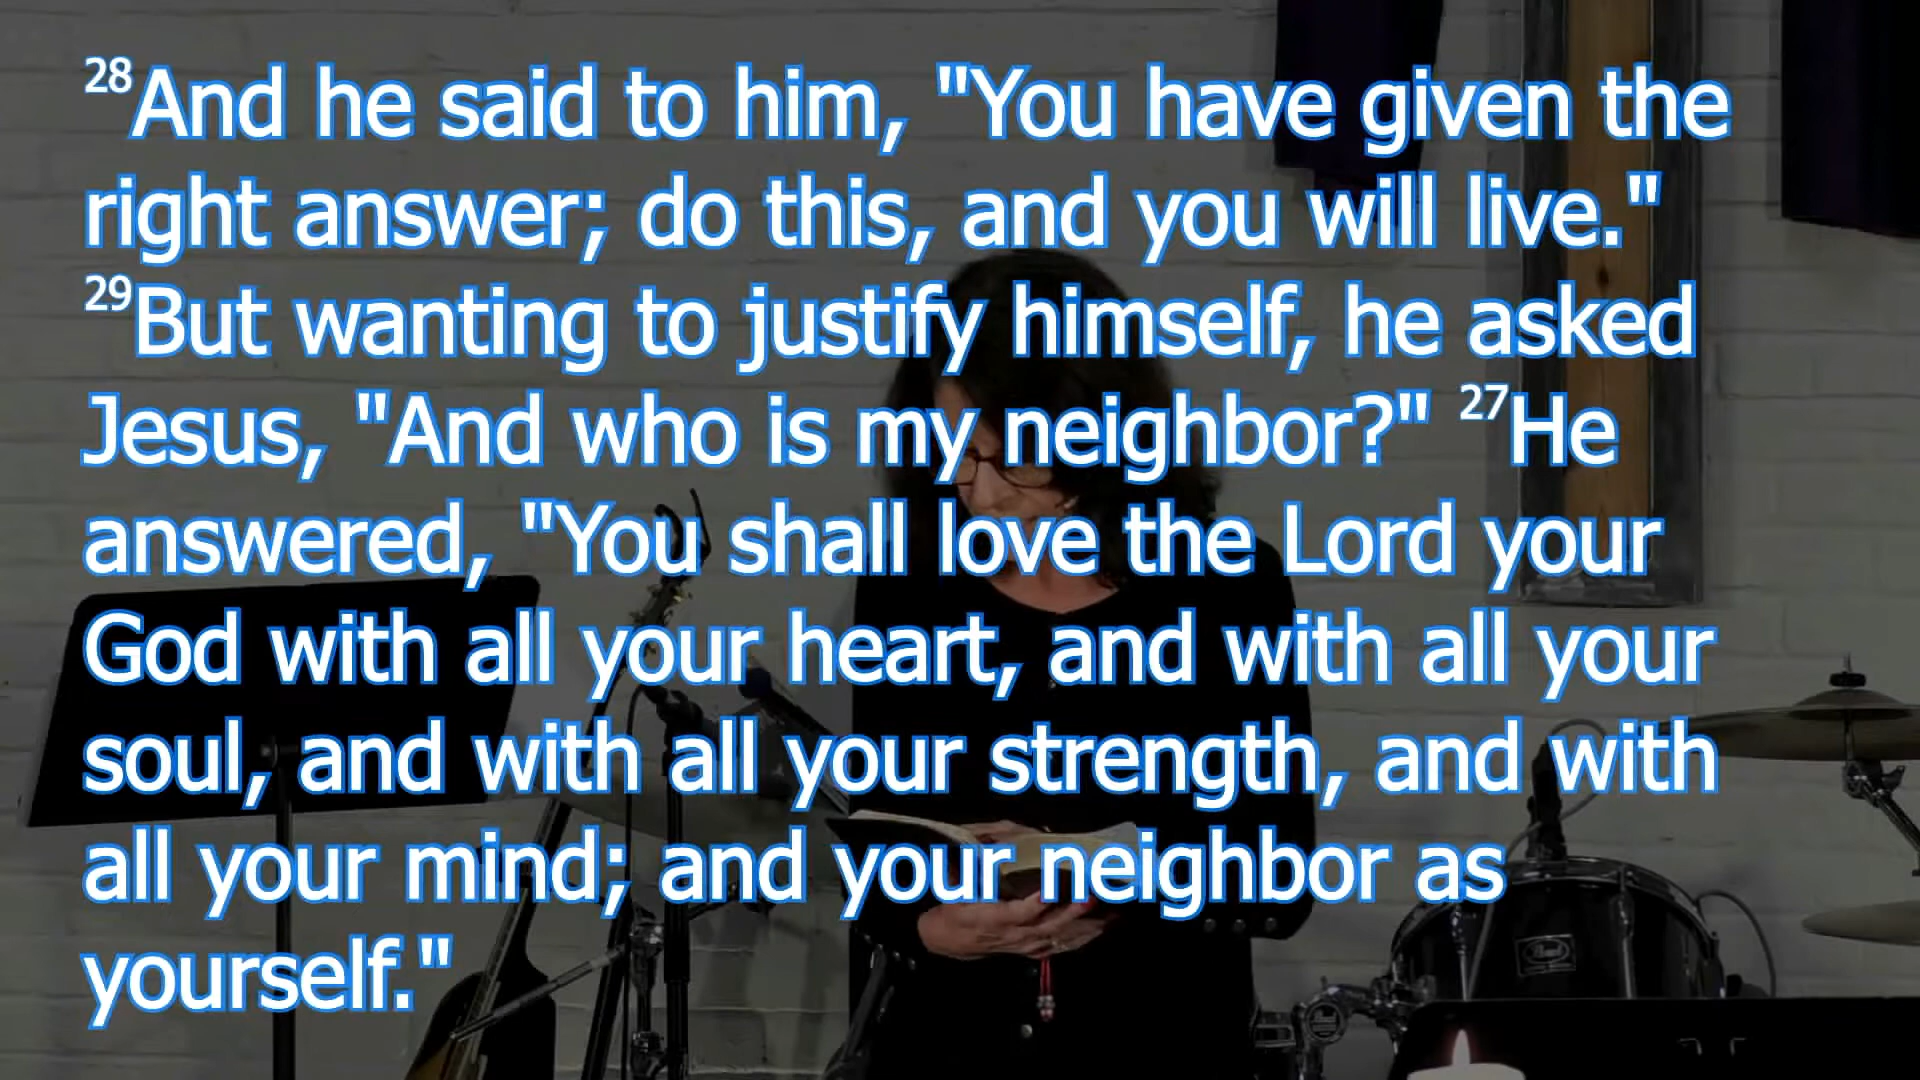 28And he said to him, "You have given the
right answer; do this, and you will live."
29But wanting to justify himself, he asked
Jesus, "And who is my neighbor?" 27He
answered, "You shall love the Lord your
God with all your heart, and with all your
soul, and with all your strength, and with
all your mind; and your neighbor as
yourself."